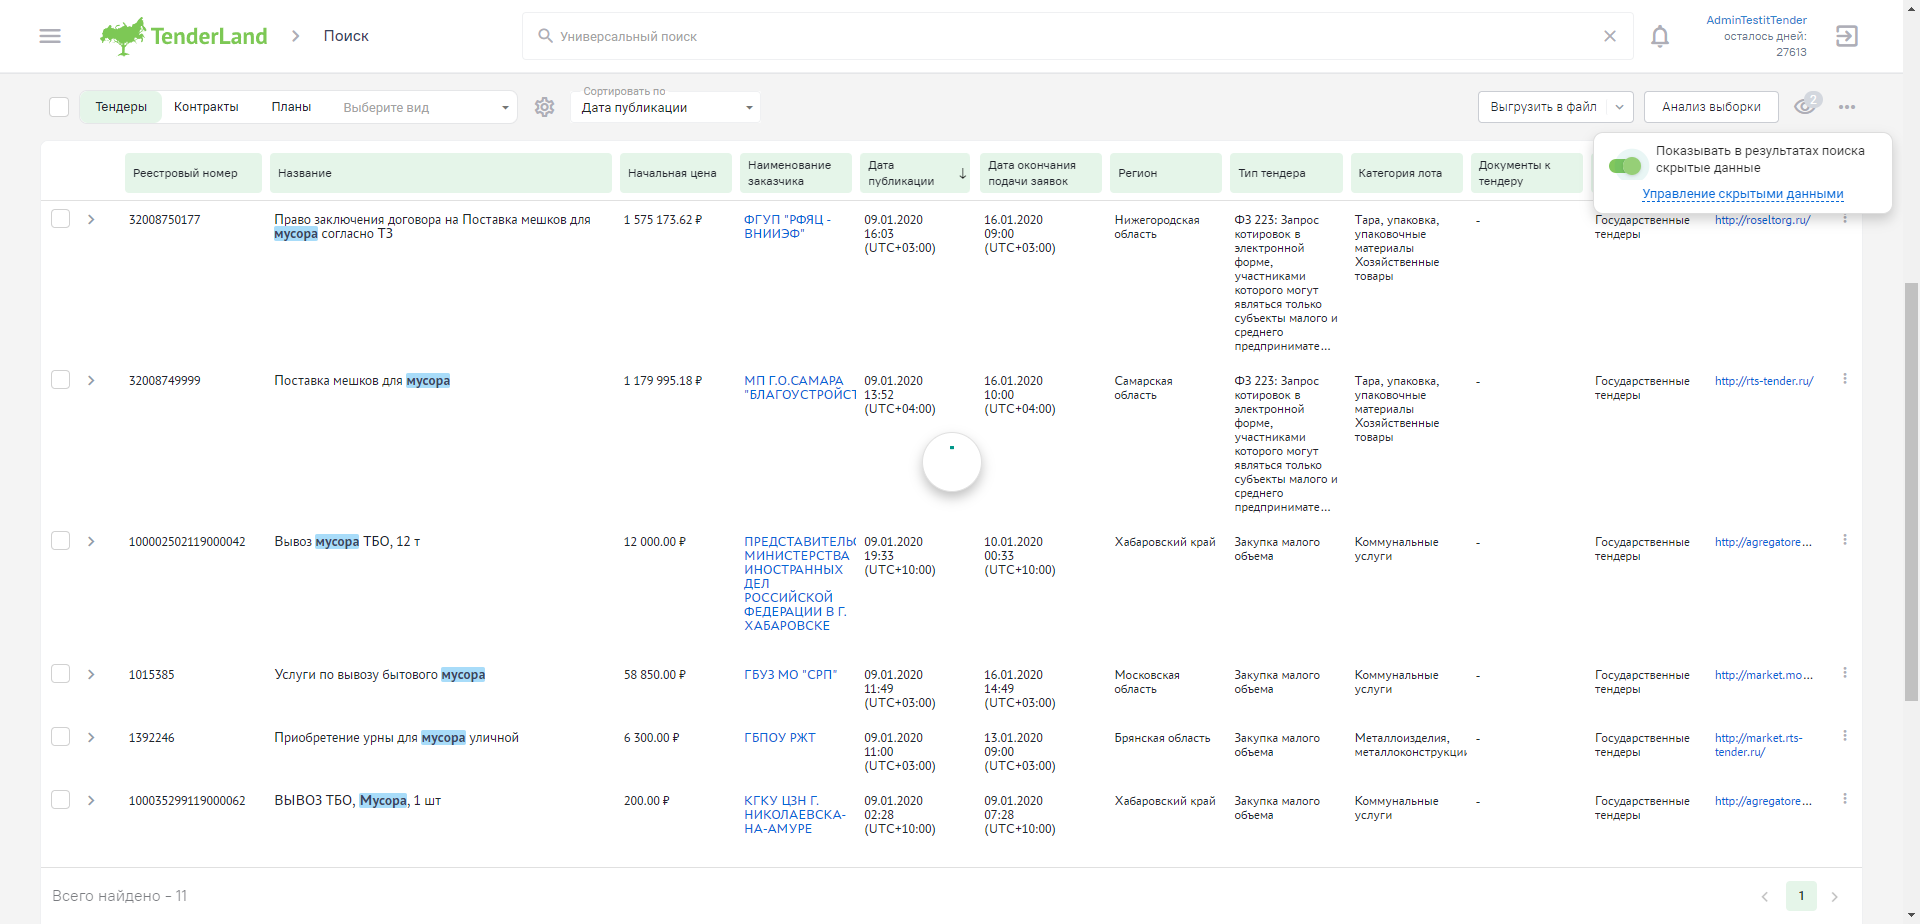 TenderLand
Поиск
Универсальный поиск
AdminTestitTender
осталось дней:
27613
Тендеры
Контракты
Планы
Выберите вид
Сортировать по
Дата публикации
Выгрузить в файл
Анализ выборки
2
Показывать в результатах поиска
скрытые данные
Управление скрытыми данными
Реестровый номер
Название
Начальная цена
Наименование
заказчика
Дата
публикации
Дата окончания
подачи заявок
Регион
Тип тендера
Категория лота
Документы к
тендеру
32008750177
Право заключения договора на Поставка мешков для
мусора согласно ТЗ
1 575 173.62 ₽
ФГУП "РФЯЦ -
ВНИИЭФ"
09.01.2020
16:03
(UTC+03:00)
16.01.2020
09:00
(UTC+03:00)
Нижегородская
область
ФЗ 223: Запрос
котировок в
электронной
форме,
участниками
которого могут
являться только
субъекты малого и
среднего
предпринимате...
Тара, упаковка,
упаковочные
материалы
Хозяйственные
товары
-
Государственные
тендеры
http://roseltorg.ru/
32008749999
Поставка мешков для мусора
1 179 995.18 ₽
МП Г.О.САМАРА
"БЛАГОУСТРОЙСТ
09.01.2020
13:52
(UTC+04:00)
16.01.2020
10:00
(UTC+04:00)
Самарская
область
ФЗ 223: Запрос
котировок в
электронной
форме,
участниками
которого могут
являться только
субъекты малого и
среднего
предпринимате...
Тара, упаковка,
упаковочные
материалы
Хозяйственные
товары
-
Государственные
тендеры
http://rts-tender.ru/
100002502119000042
Вывоз мусора ТБО, 12 т
12 000.00 ₽
ПРЕДСТАВИТЕЛЬС
МИНИСТЕРСТВА
ИНОСТРАННЫХ
ДЕЛ
РОССИЙСКОЙ
ФЕДЕРАЦИИ В Г.
ХАБАРОВСКЕ
09.01.2020
19:33
(UTC+10:00)
10.01.2020
00:33
(UTC+10:00)
Хабаровский край
Закупка малого
объема
Коммунальные
услуги
-
Государственные
тендеры
http://agregatore...
1015385
Услуги по вывозу бытового мусора
58 850.00 ₽
ГБУЗ МО "СРП"
09.01.2020
11:49
(UTC+03:00)
16.01.2020
14:49
(UTC+03:00)
Московская
область
Закупка малого
объема
Коммунальные
услуги
-
Государственные
тендеры
http://market.mo...
1392246
Приобретение урны для мусора уличной
6 300.00 ₽
ГБПОУ РЖТ
09.01.2020
11:00
(UTC+03:00)
13.01.2020
09:00
(UTC+03:00)
Брянская область
Закупка малого
объема
Металлоизделия,
металлоконструкции
-
Государственные
тендеры
http://market.rts-
tender.ru/
100035299119000062
ВЫВОЗ ТБО, Мусора, 1 шт
200.00 ₽
КГКУ ЦЗН Г.
НИКОЛАЕВСКА-
НА-АМУРЕ
09.01.2020
02:28
(UTC+10:00)
09.01.2020
07:28
(UTC+10:00)
Хабаровский край
Закупка малого
объема
Коммунальные
услуги
-
Государственные
тендеры
http://agregatore...
Всего найдено - 11
1